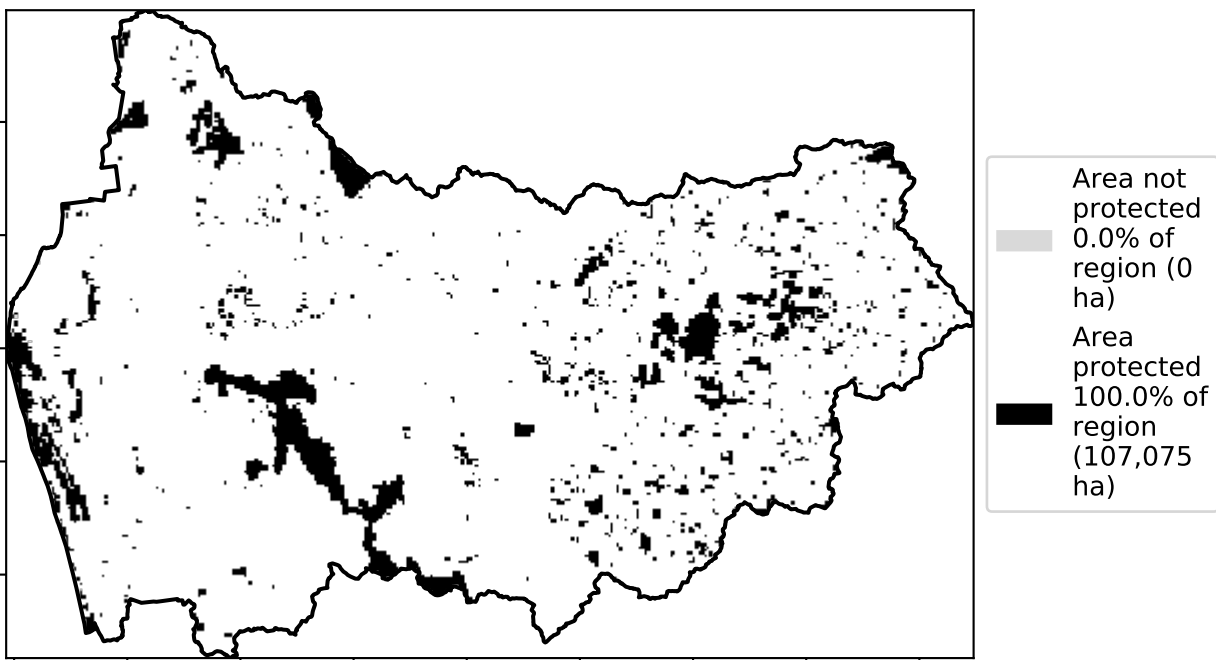 Area not
protected
0.0% of
region (0
ha)
Area
protected
100.0% of
region
(107,075
ha)